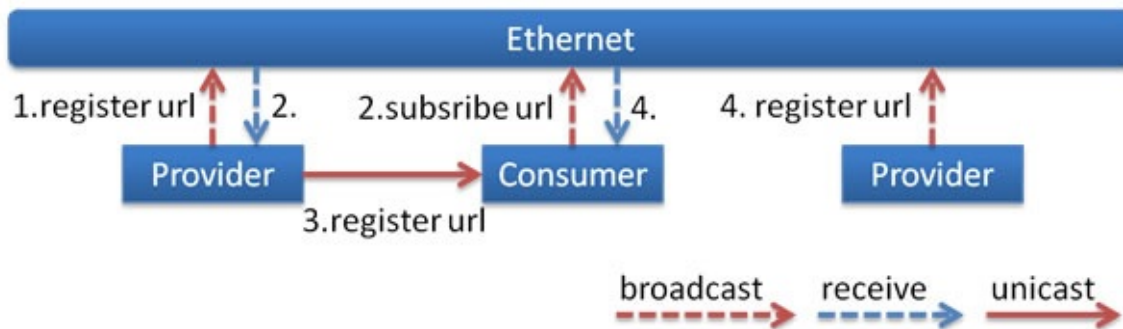 Ethernet
1.register url
2.
2.subsribe url
4.
4. register url
Provider
Consumer
Provider
3.register url
broadcast
receive
unicast